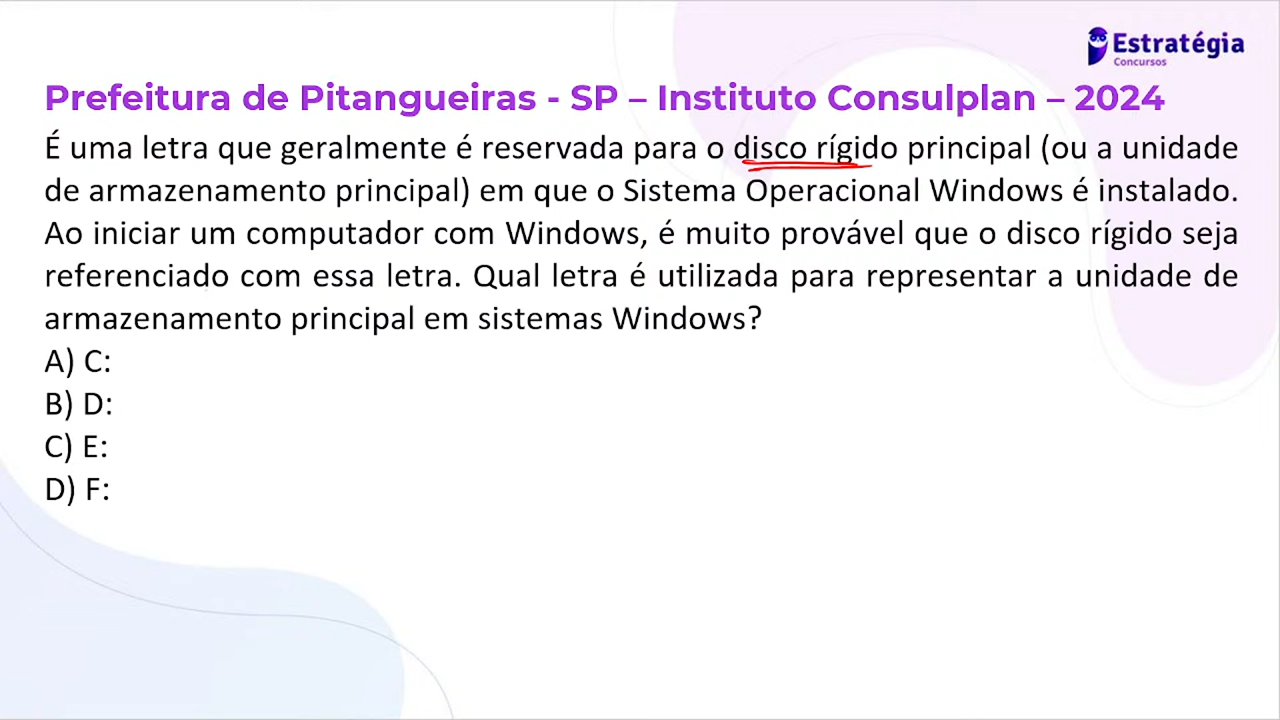 Estratégia
Concursos
Prefeitura de Pitangueiras - SP – Instituto Consulplan – 2024
É uma letra que geralmente é reservada para o disco rígido principal (ou a unidade
de armazenamento principal) em que o Sistema Operacional Windows é instalado.
Ao iniciar um computador com Windows, é muito provável que o disco rígido seja
referenciado com essa letra. Qual letra é utilizada para representar a unidade de
armazenamento principal em sistemas Windows?
A) C:
B) D:
C) E:
D) F: